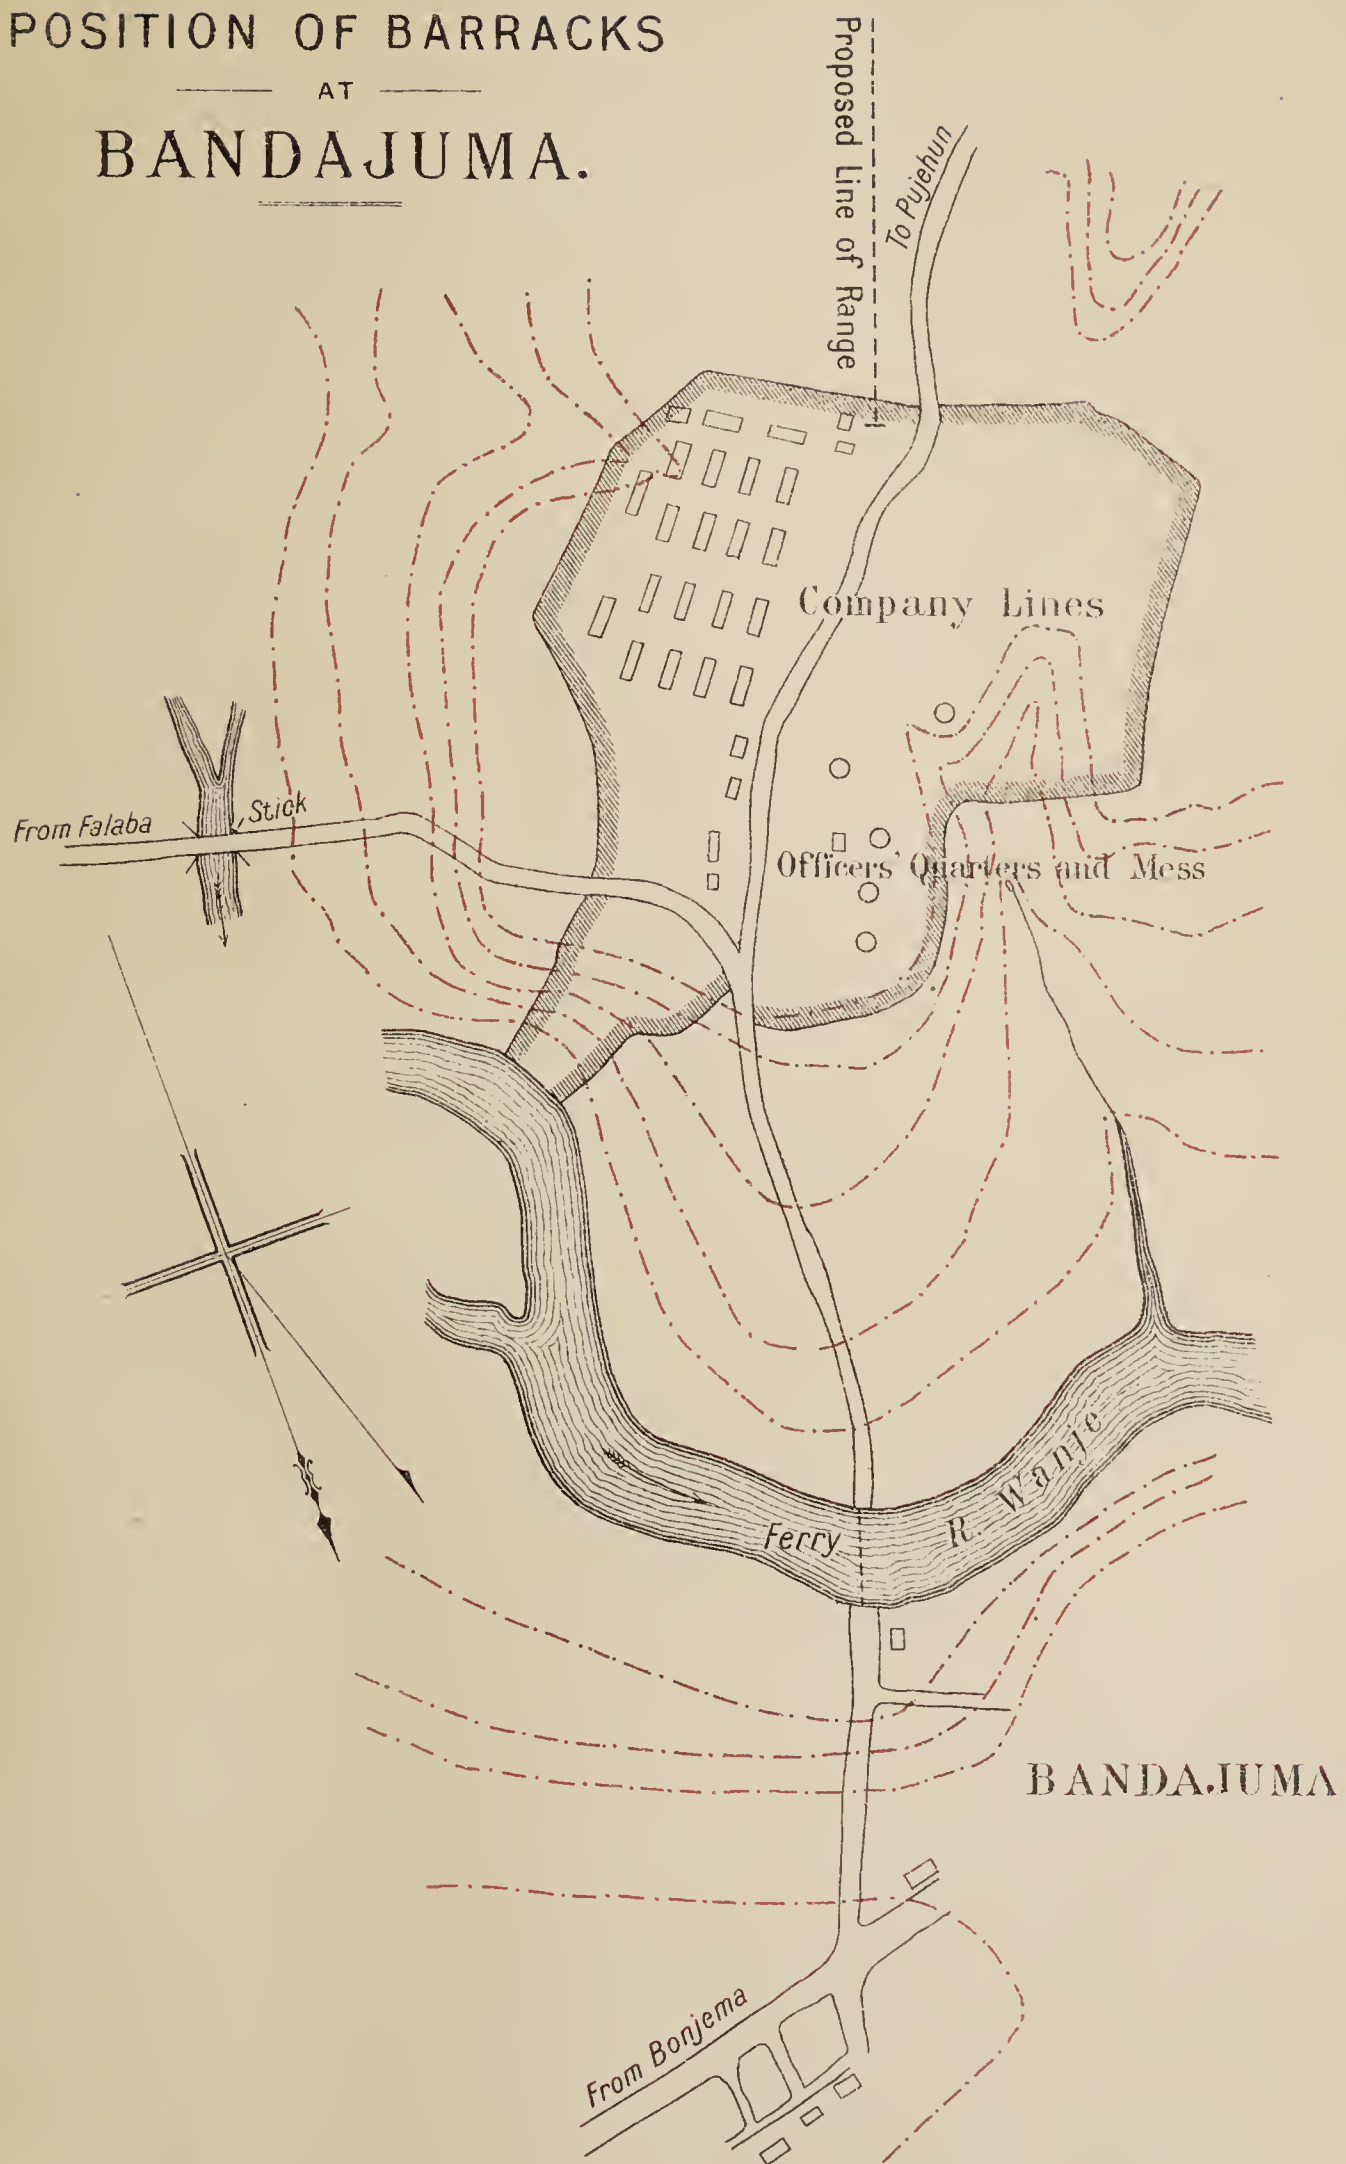 POSITION OF BARRACKS
AT
BANDAJUMA.
Proposed Line of Range
To Pujehun
Company Lines
From Falaba
Stick
Officers' Quarters and Mess
R. Wanje
Ferry
BANDAJUMA
From Bonjema